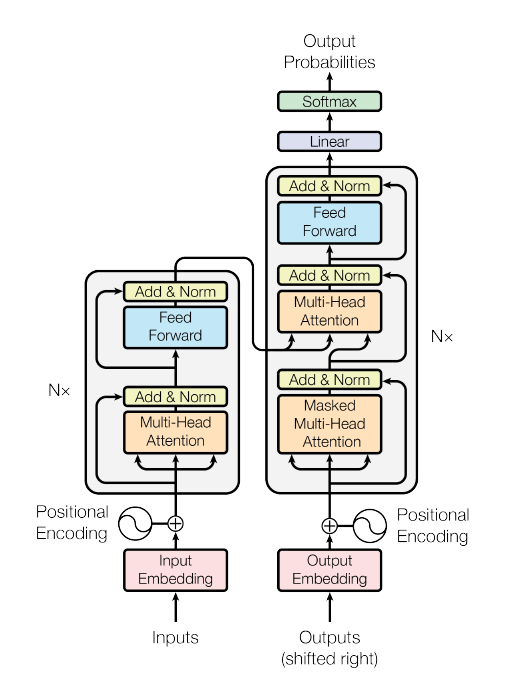 Output
Probabilities
Softmax
Linear
Add & Norm
Feed
Forward
Add & Norm
Multi-Head
Attention
Add & Norm
Masked
Multi-Head
Attention
N×
Add & Norm
Feed
Forward
Add & Norm
Multi-Head
Attention
N×
Positional
Encoding
Positional
Encoding
Input
Embedding
Output
Embedding
Inputs
Outputs
(shifted right)